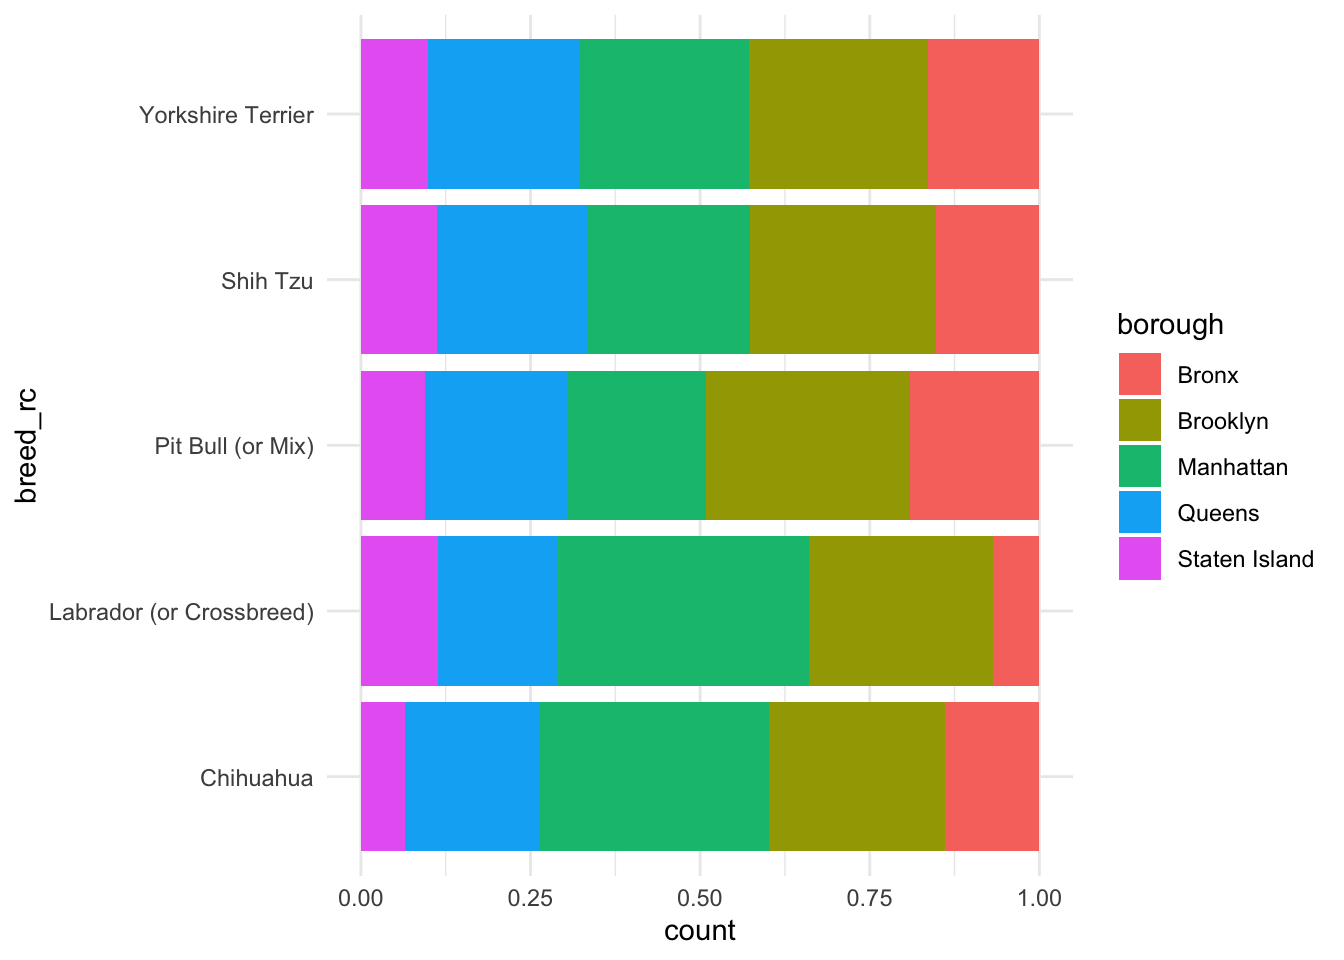 breed_rc
Yorkshire Terrier
Shih Tzu
Pit Bull (or Mix)
Labrador (or Crossbreed)
Chihuahua
0.00
0.25
0.50
0.75
1.00
count
borough
Bronx
Brooklyn
Manhattan
Queens
Staten Island